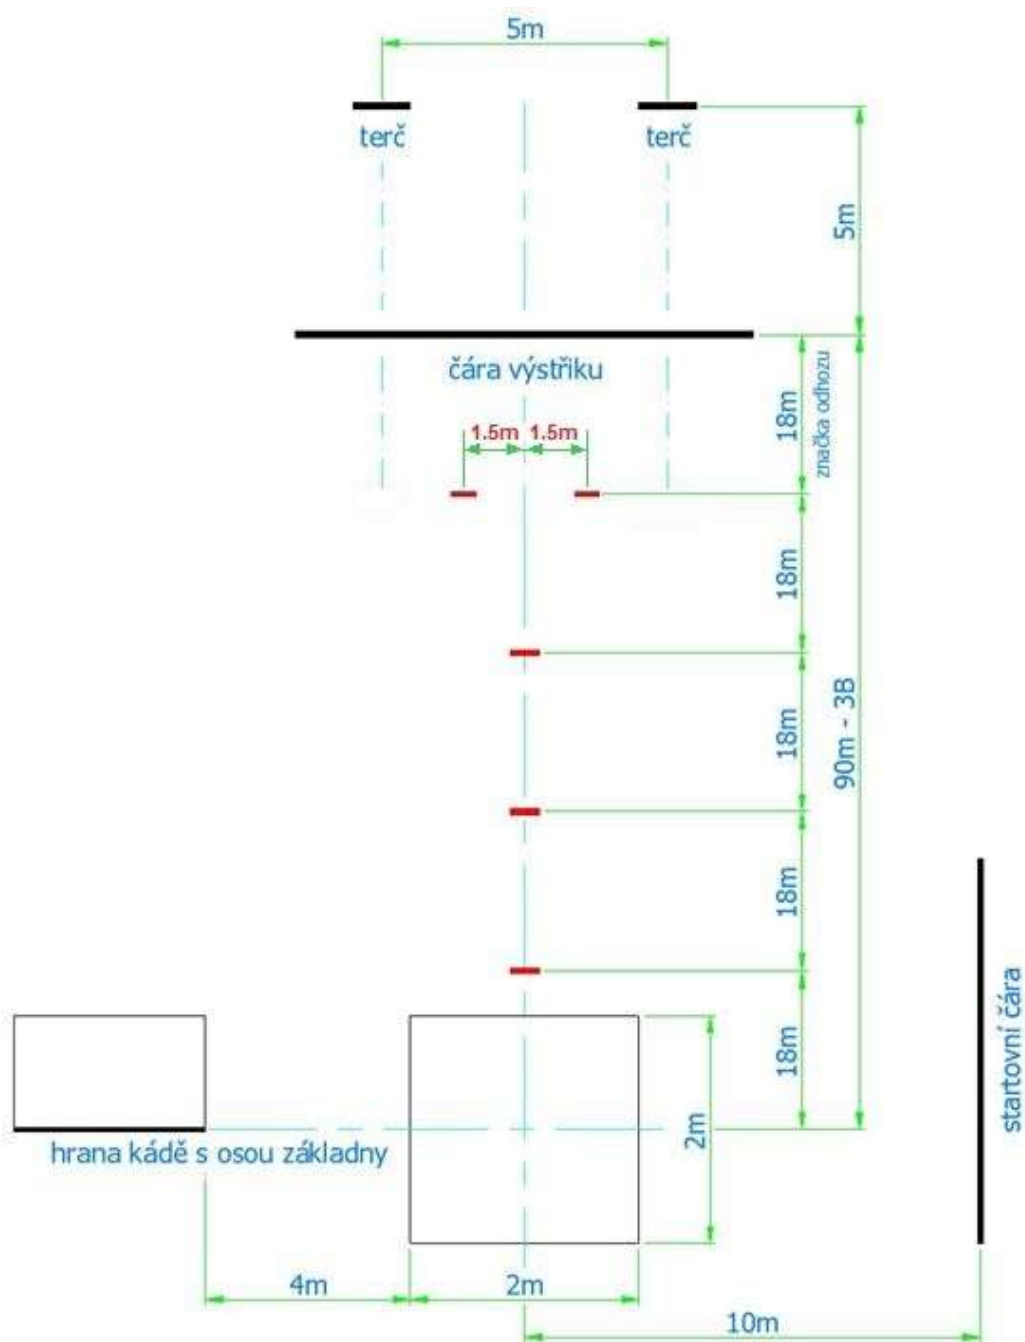 5m
terč
terč
5m
čára výstřiku
18m
značka odhozu
1.5m
1.5m
18m
18m
90m - 3B
18m
18m
startovní čára
hrana kádě s osou základny
2m
4m
2m
10m